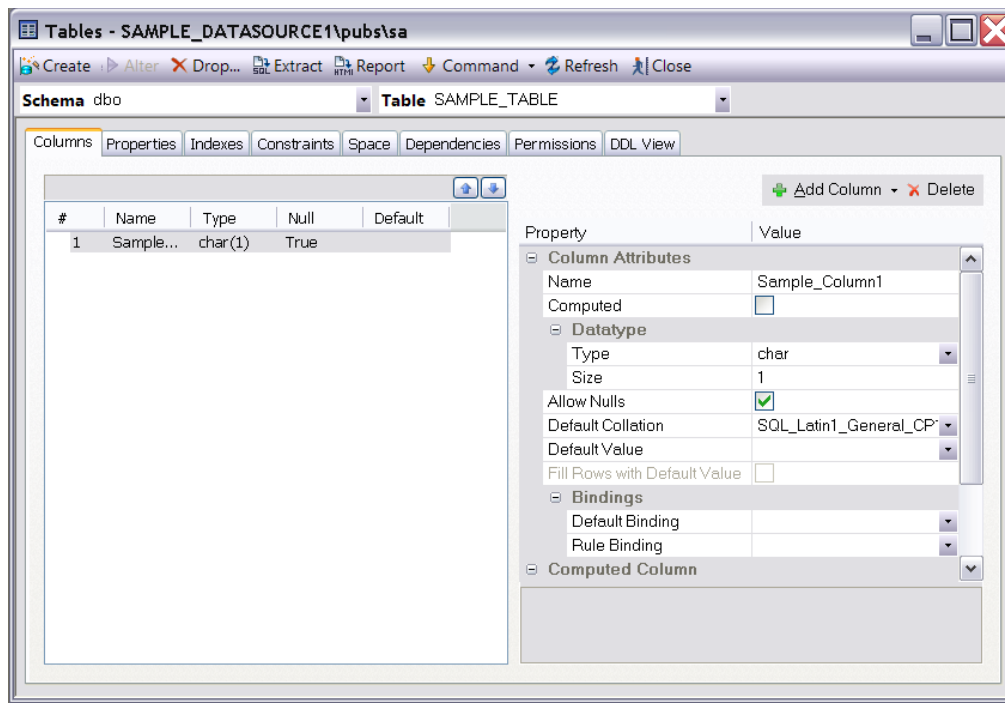 Tables - SAMPLE_DATASOURCE1\pubs\sa
Create Alter Drop... Extract Report Command Refresh Close
Schema dbo Table SAMPLE_TABLE
Columns Properties Indexes Constraints Space Dependencies Permissions DDL View
Add Column Delete
# Name Type Null Default
1 Sample... char(1) True
Property Value
Column Attributes
Name Sample_Column1
Computed
Datatype
Type char
Size 1
Allow Nulls
Default Collation SQL_Latin1_General_CP
Default Value
Fill Rows with Default Value
Bindings
Default Binding
Rule Binding
Computed Column